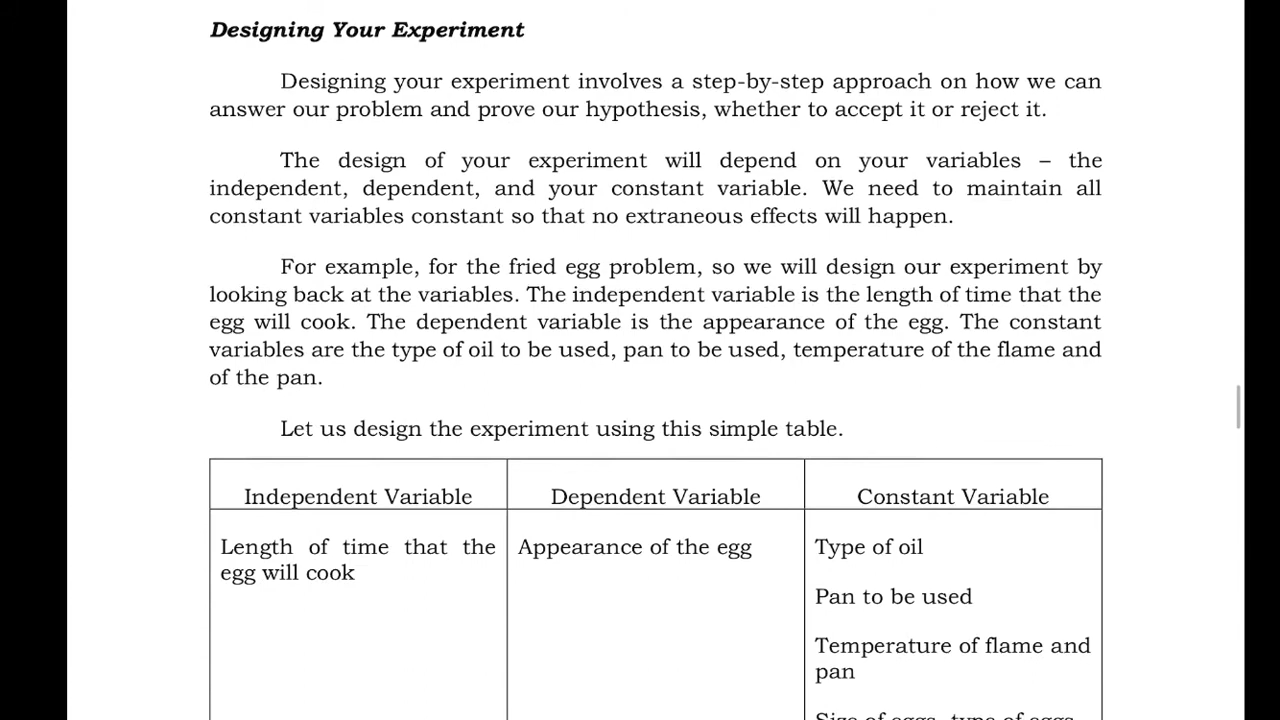 Designing Your Experiment
Designing your experiment involves a step-by-step approach on how we can
answer our problem and prove our hypothesis, whether to accept it or reject it.
The design of your experiment will depend on your variables – the
independent, dependent, and your constant variable. We need to maintain all
constant variables constant so that no extraneous effects will happen.
For example, for the fried egg problem, so we will design our experiment by
looking back at the variables. The independent variable is the length of time that the
egg will cook. The dependent variable is the appearance of the egg. The constant
variables are the type of oil to be used, pan to be used, temperature of the flame and
of the pan.
Let us design the experiment using this simple table.
Independent Variable
Dependent Variable
Constant Variable
Length of time that the
egg will cook
Appearance of the egg
Type of oil
Pan to be used
Temperature of flame and
pan
Size of eggs, type of eggs